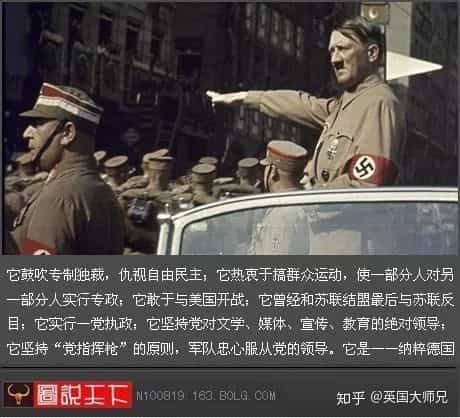 它鼓吹专制独裁，仇视自由民主；它热衷于搞群众运动，使一部分人对另
一部分人实行专政；它敢于与美国开战；它曾经和苏联结盟最后与苏联反
目；它实行一党执政；它坚持党对文学、媒体、宣传、教育的绝对领导；
它坚持“党指挥枪”的原则，军队忠心服从党的领导。它是——纳粹德国
圖說天下 N100819.163.BOLG.COM
知乎 @英国大师兄